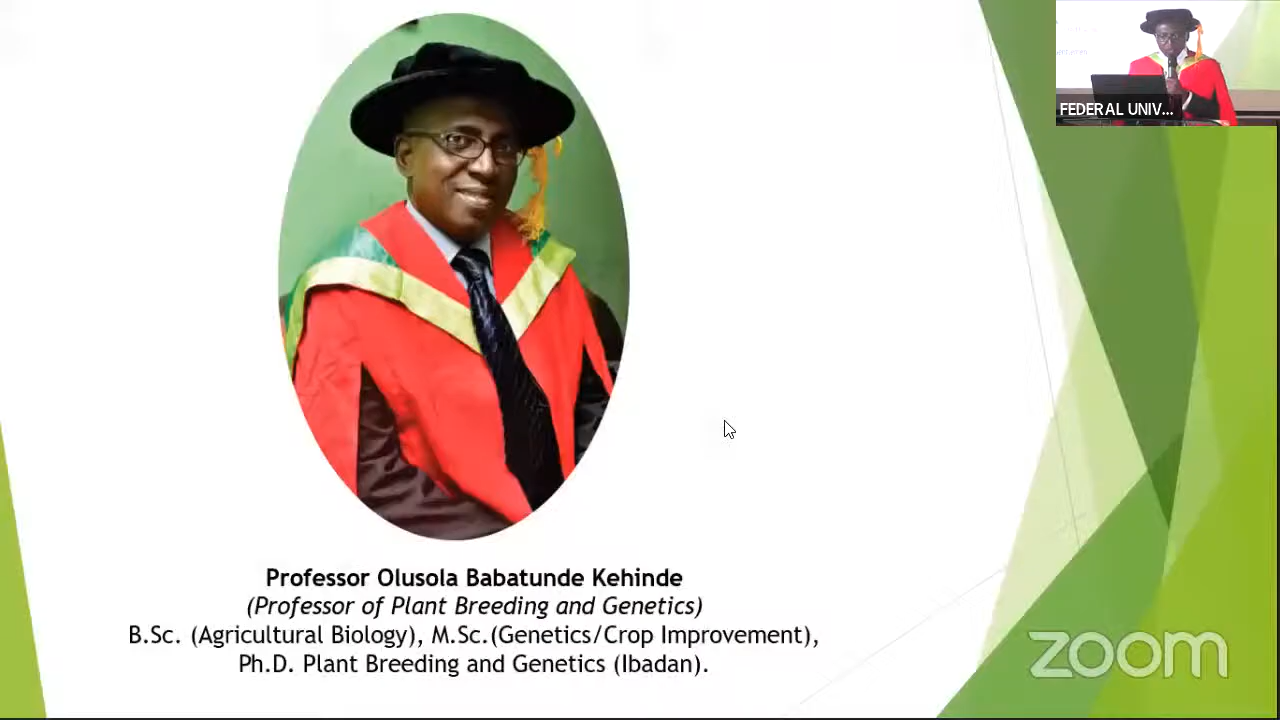 FEDERAL UNIV...
Professor Olusola Babatunde Kehinde
(Professor of Plant Breeding and Genetics)
B.Sc. (Agricultural Biology), M.Sc.(Genetics/Crop Improvement),
Ph.D. Plant Breeding and Genetics (Ibadan).
zoom